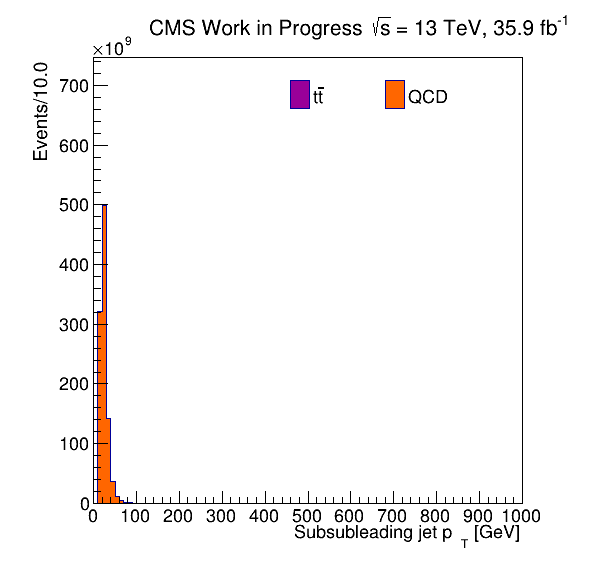 CMS Work in Progress √s = 13 TeV, 35.9 fb⁻¹
×10⁹
Events/10.0
tt̄
QCD
700
600
500
400
300
200
100
0
0 100 200 300 400 500 600 700 800 900 1000
Subsubleading jet p_T [GeV]